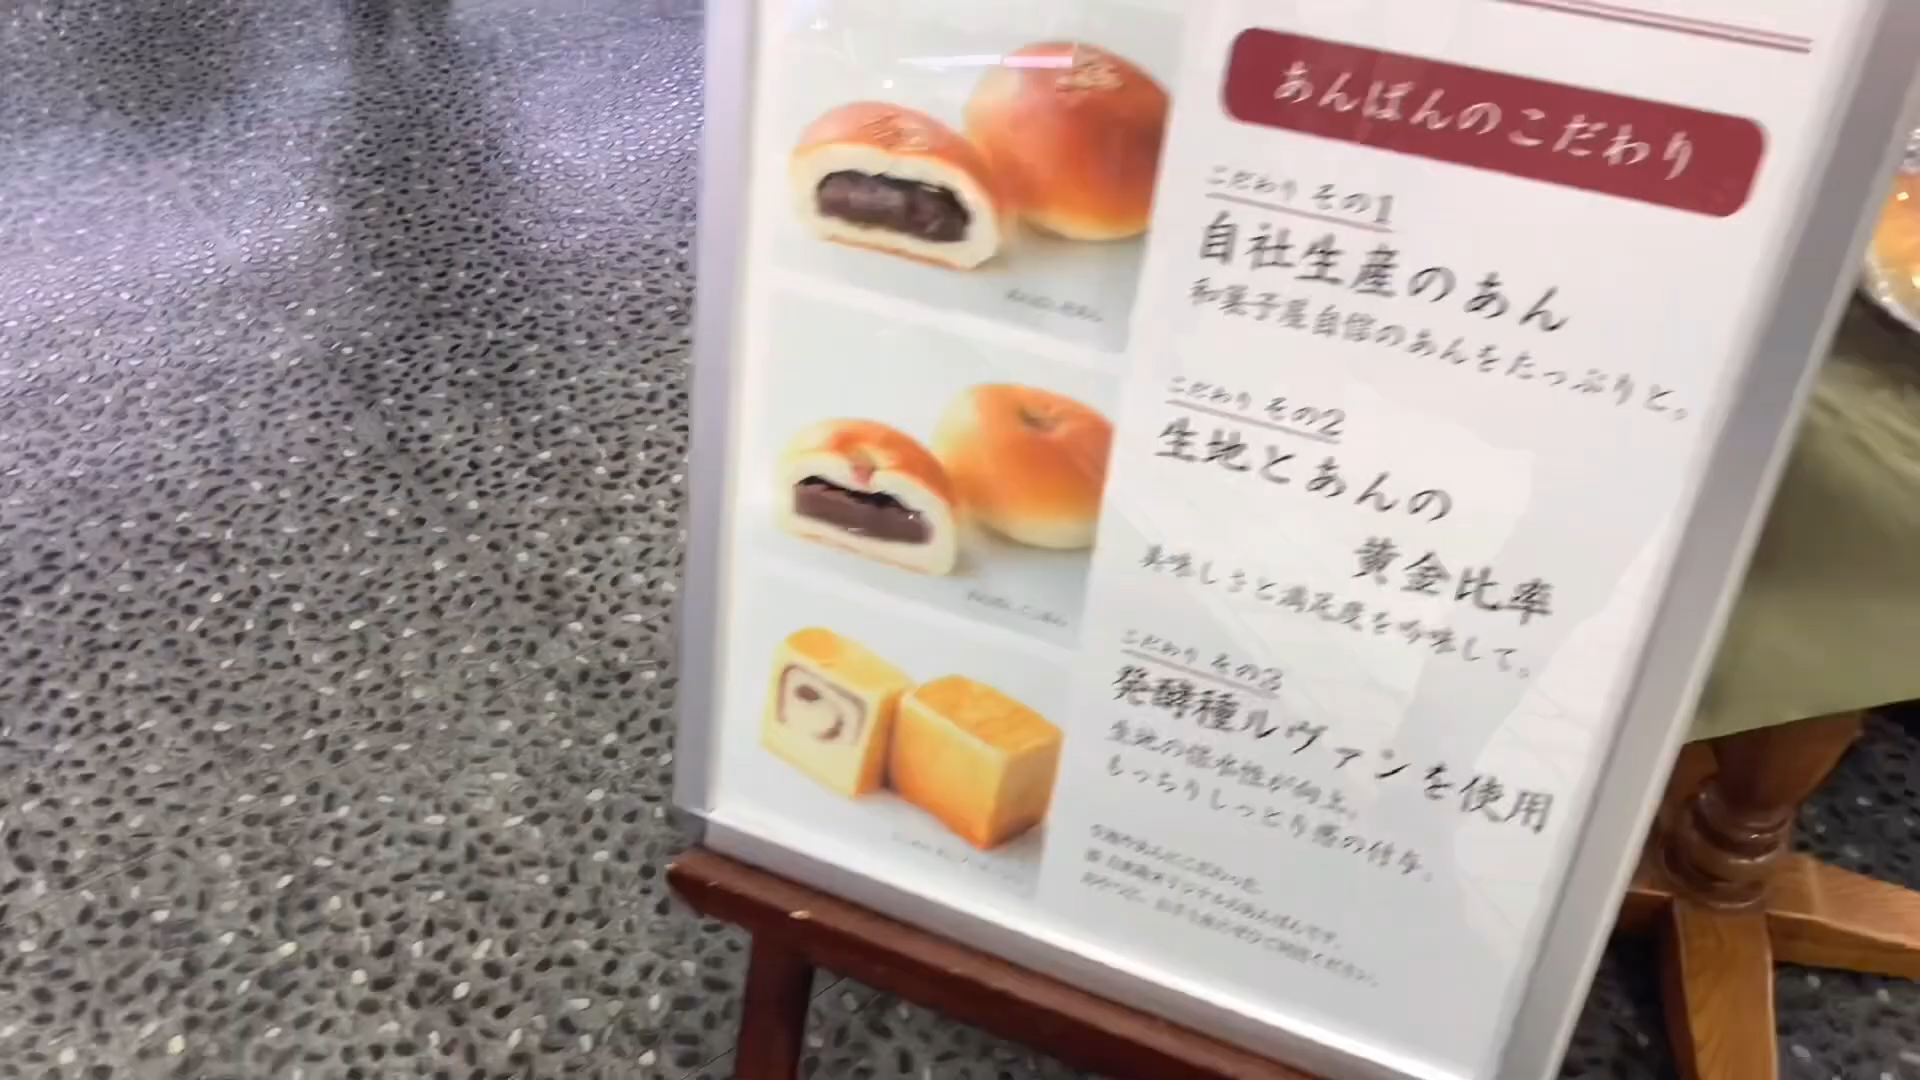 あんぱんのこだわり
こだわり その1
自社生産のあん
和菓子屋自信のあんをたっぷりと。
こだわり その2
生地とあんの
黄金比率
美味しさと満足度を吟味して。
こだわり その3
発酵種ルヴァンを使用
生地の保水性が向上。
もっちりしっとり感の付与。